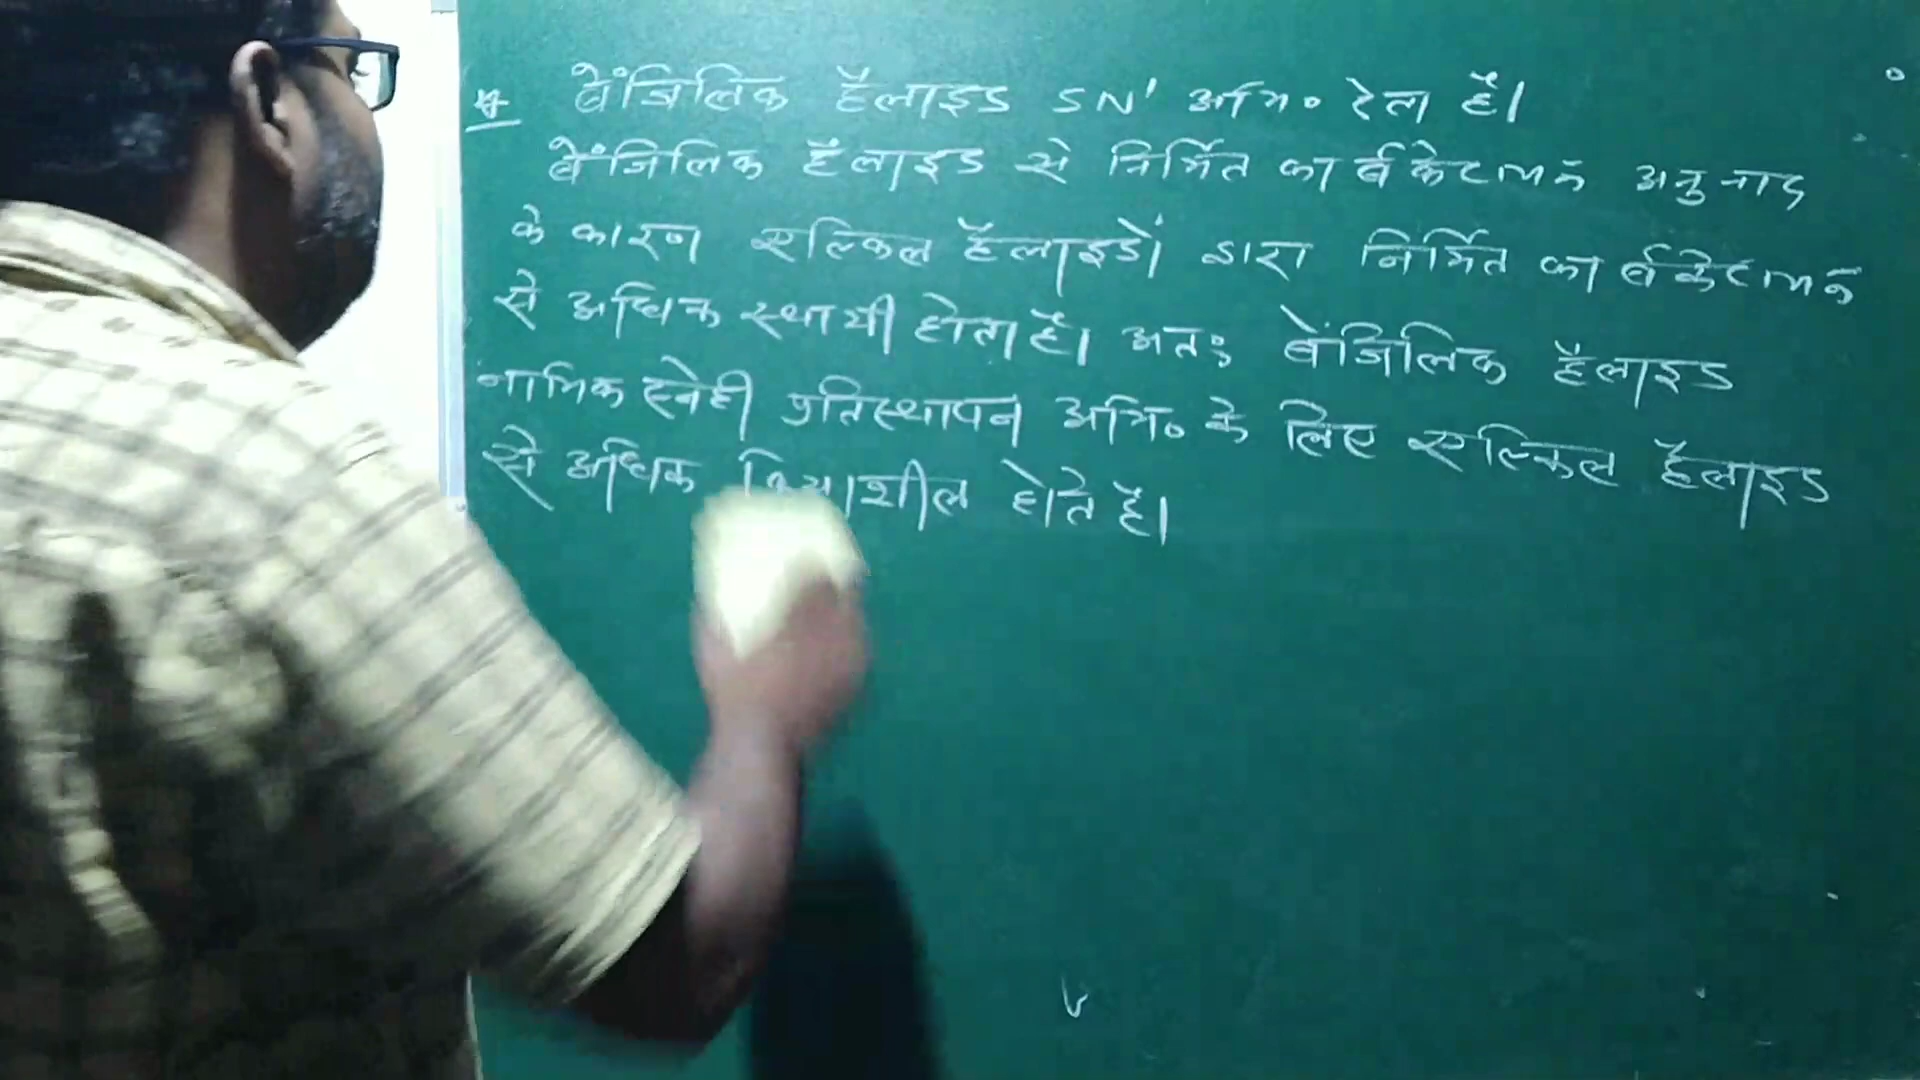 * बेंजिलिक हैलाइड SN1 अभि० देता है।
बेंजिलिक हैलाइड से निर्मित कार्बकेटायन अनुनाद
के कारण एल्किल हैलाइडों द्वारा निर्मित कार्बकेटायन
से अधिक स्थायी होता है। अतः बेंजिलिक हैलाइड
नाभिक स्नेही प्रतिस्थापन अभि० के लिए एल्किल हैलाइड
से अधिक क्रियाशील होते है।